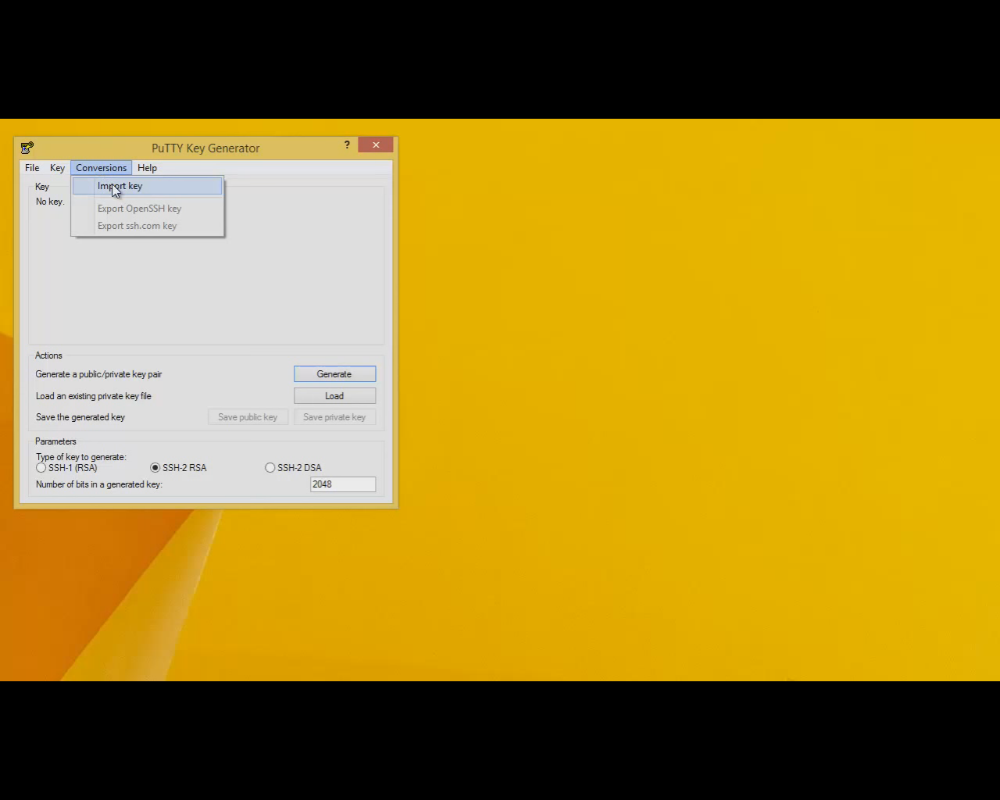 PuTTY Key Generator
?
File Key Conversions Help
Import key
Export OpenSSH key
Export ssh.com key
Key
No key.
Actions
Generate a public/private key pair
Generate
Load an existing private key file
Load
Save the generated key
Save public key
Save private key
Parameters
Type of key to generate:
SSH-1 (RSA) SSH-2 RSA SSH-2 DSA
Number of bits in a generated key:
2048